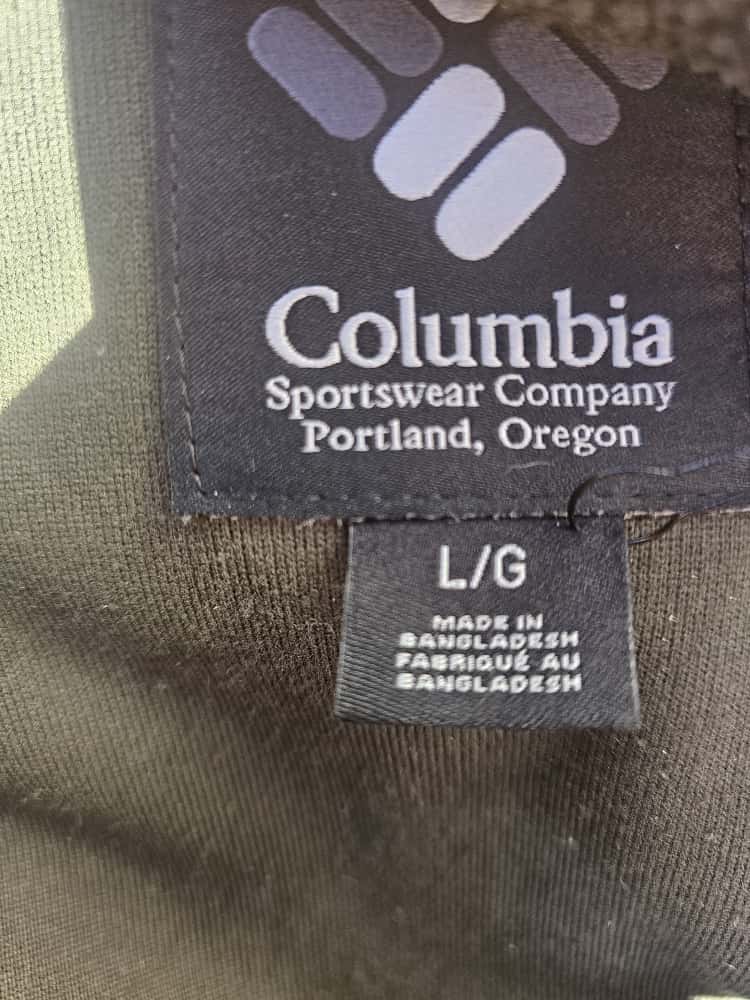 Columbia
Sportswear Company
Portland, Oregon
L/G
MADE IN
BANGLADESH
FABRIQUÉ AU
BANGLADESH